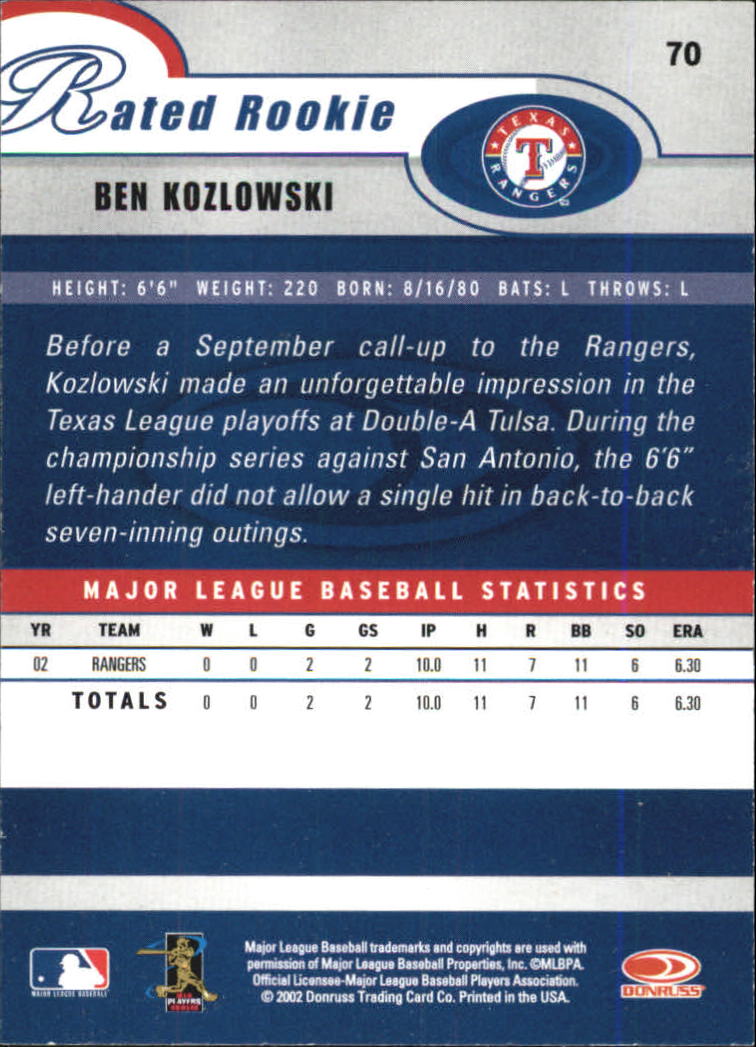 70
Rated Rookie
TEXAS RANGERS
T
BEN KOZLOWSKI
HEIGHT: 6'6" WEIGHT: 220 BORN: 8/16/80 BATS: L THROWS: L
Before a September call-up to the Rangers,
Kozlowski made an unforgettable impression in the
Texas League playoffs at Double-A Tulsa. During the
championship series against San Antonio, the 6'6"
left-hander did not allow a single hit in back-to-back
seven-inning outings.
MAJOR LEAGUE BASEBALL STATISTICS
YR TEAM W L G GS IP H R BB SO ERA
02 RANGERS 0 0 2 2 10.0 11 7 11 6 6.30
TOTALS 0 0 2 2 10.0 11 7 11 6 6.30
Major League Baseball trademarks and copyrights are used with
permission of Major League Baseball Properties, Inc. ©MLBPA.
Official Licensee-Major League Baseball Players Association.
© 2002 Donruss Trading Card Co. Printed in the USA.
MAJOR LEAGUE BASEBALL
PLAYERS
DONRUSS